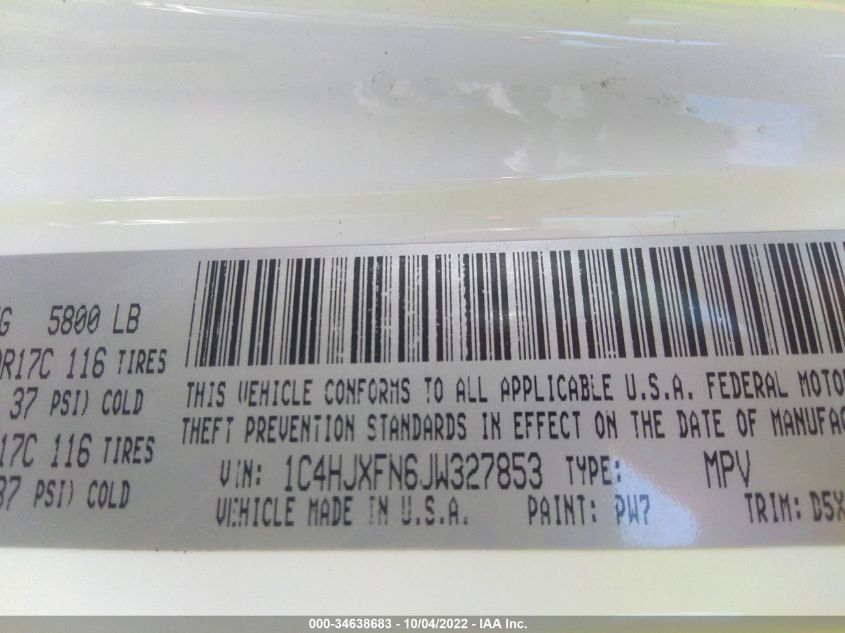 5800 LB
R17C 116 TIRES
37 PSI) COLD
17C 116 TIRES
37 PSI) COLD
THIS VEHICLE CONFORMS TO ALL APPLICABLE U.S.A. FEDERAL MOTO
THEFT PREVENTION STANDARDS IN EFFECT ON THE DATE OF MANUFAC
VIN: 1C4HJXFN6JW327853 TYPE: MPV
VEHICLE MADE IN U.S.A. PAINT: PW7 TRIM: D5X
000-34638683 - 10/04/2022 - IAA Inc.